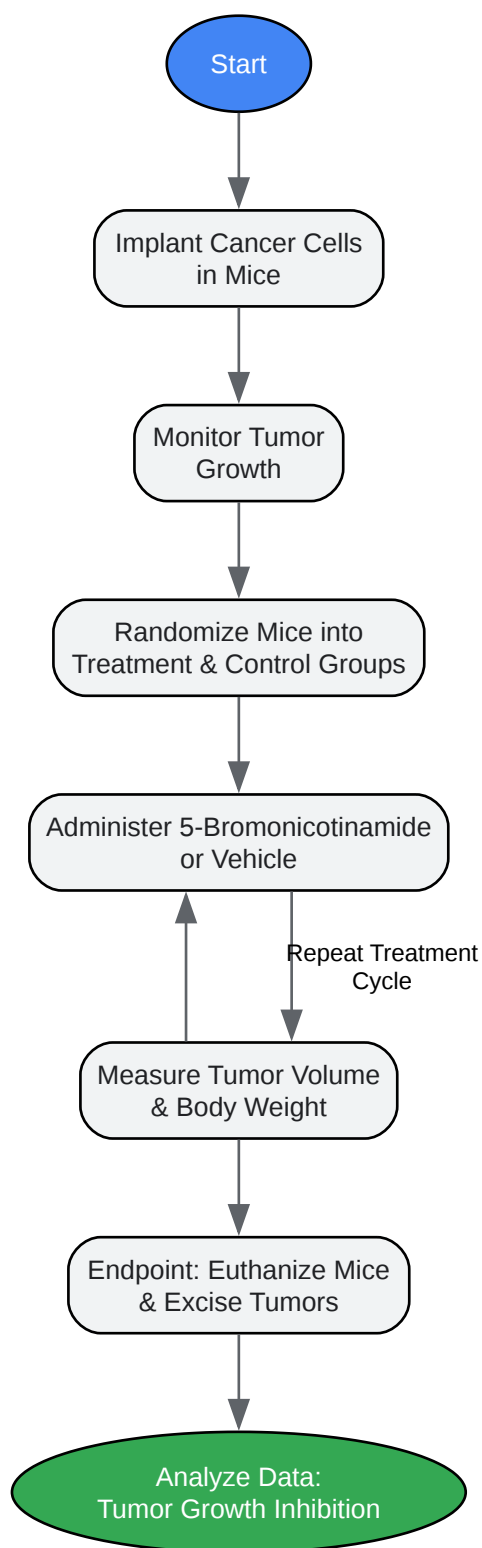 Start
Implant Cancer Cells
in Mice
Monitor Tumor
Growth
Randomize Mice into
Treatment & Control Groups
Administer 5-Bromonicotinamide
or Vehicle
Repeat Treatment
Cycle
Measure Tumor Volume
& Body Weight
Endpoint: Euthanize Mice
& Excise Tumors
Analyze Data:
Tumor Growth Inhibition